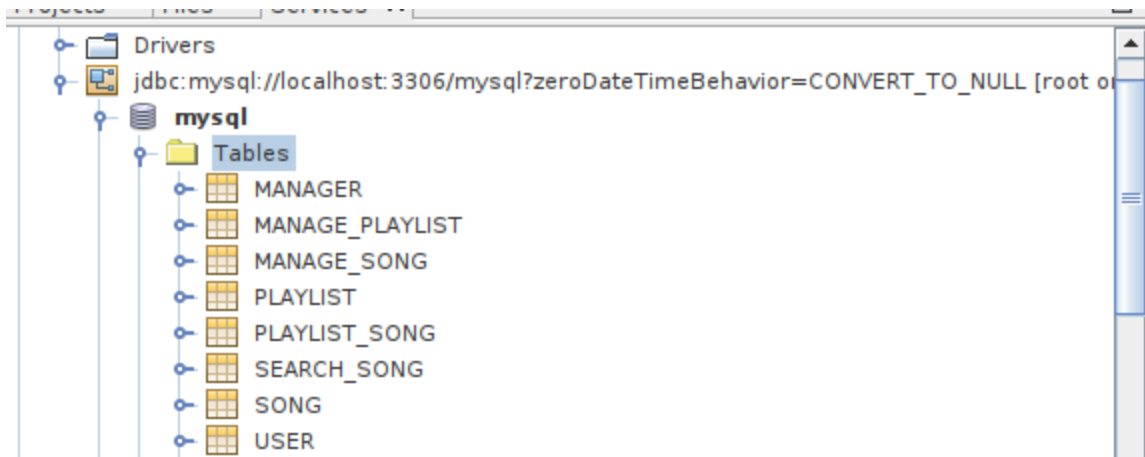 Drivers
jdbc:mysql://localhost:3306/mysql?zeroDateTimeBehavior=CONVERT_TO_NULL [root
mysql
Tables
MANAGER
MANAGE_PLAYLIST
MANAGE_SONG
PLAYLIST
PLAYLIST_SONG
SEARCH_SONG
SONG
USER